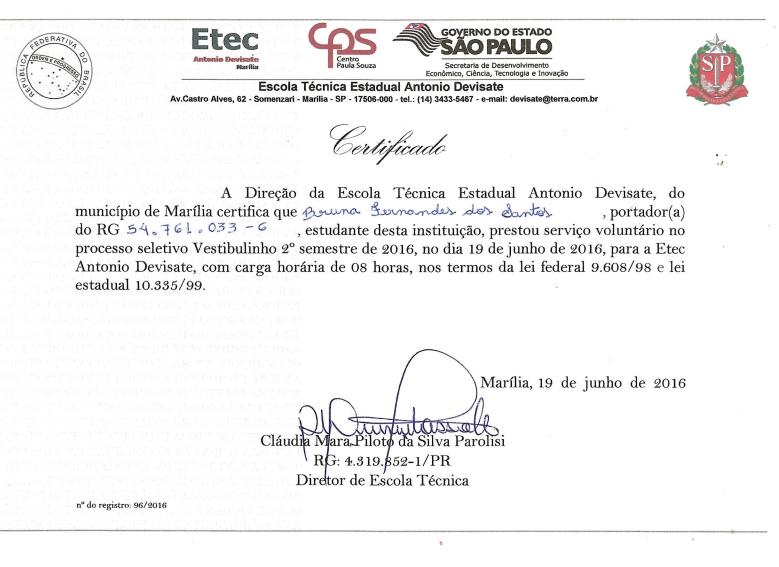 REPÚBLICA FEDERATIVA DO BRASIL
ORDEM E PROGRESSO
Etec
Antonio Devisate
Marília
CPS
Centro
Paula Souza
GOVERNO DO ESTADO
SÃO PAULO
Secretaria de Desenvolvimento
Econômico, Ciência, Tecnologia e Inovação
SP
Escola Técnica Estadual Antonio Devisate
Av.Castro Alves, 62 - Somenzari - Marília - SP - 17506-000 - tel.: (14) 3433-5467 - e-mail: devisate@terra.com.br
Certificado
A Direção da Escola Técnica Estadual Antonio Devisate, do
município de Marília certifica que Bruna Fernandes dos Santos , portador(a)
do RG 54.761.033-6 , estudante desta instituição, prestou serviço voluntário no
processo seletivo Vestibulinho 2º semestre de 2016, no dia 19 de junho de 2016, para a Etec
Antonio Devisate, com carga horária de 08 horas, nos termos da lei federal 9.608/98 e lei
estadual 10.335/99.
Marília, 19 de junho de 2016
Cláudia Mara Piloto da Silva Parolisi
RG: 4.319.852-1/PR
Diretor de Escola Técnica
nº do registro: 96/2016